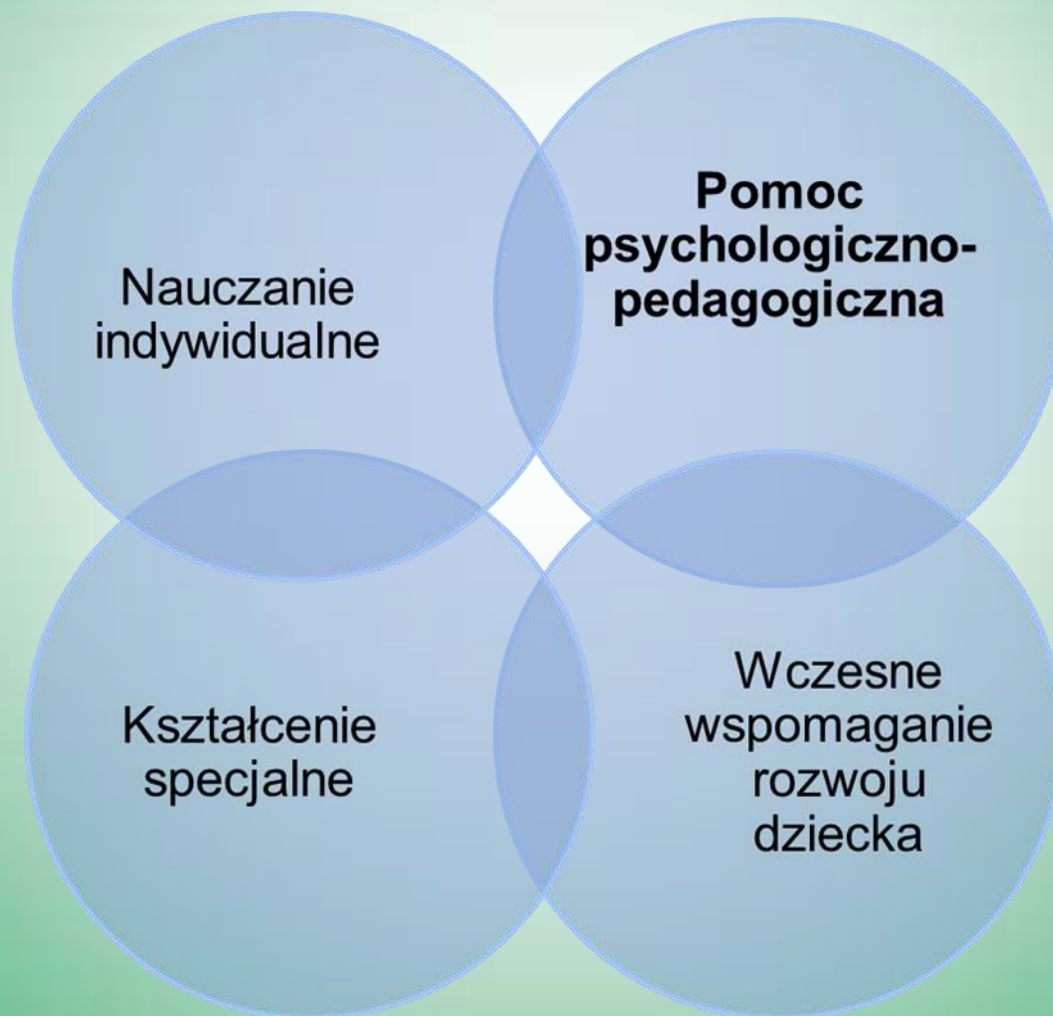 Nauczanie
indywidualne
Pomoc
psychologiczno-
pedagogiczna
Kształcenie
specjalne
Wczesne
wspomaganie
rozwoju
dziecka